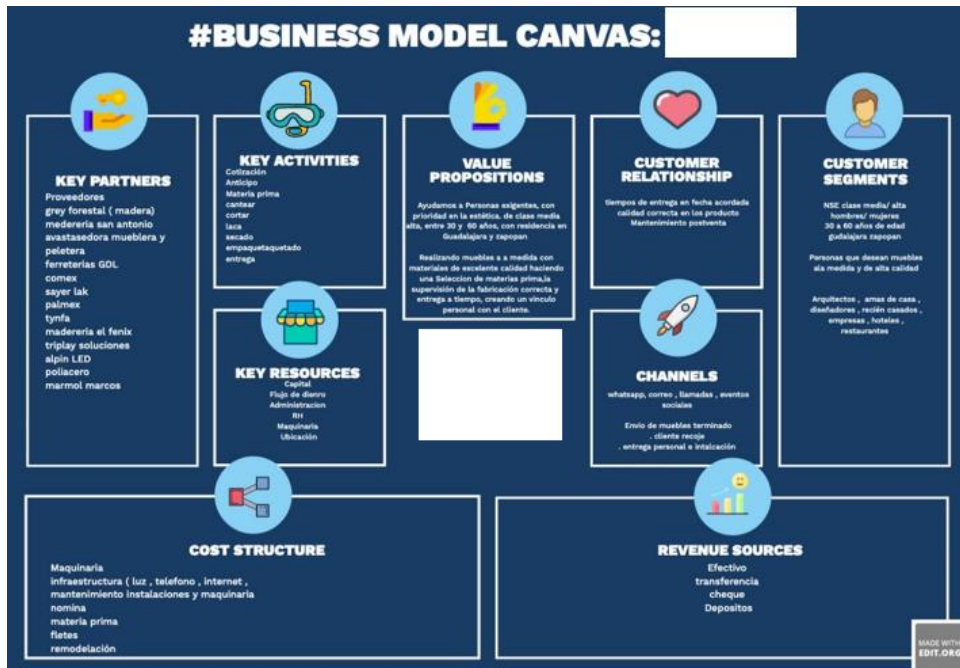 #BUSINESS MODEL CANVAS:
KEY PARTNERS
Proveedores
grey forestal ( madera)
medereria san antonio
avastasedora mueblera y
peletera
ferreterias GDL
comex
sayer lak
palmex
tynfa
madereria el fenix
triplay soluciones
alpin LED
poliacero
marmol marcos
KEY ACTIVITIES
Cotización
Anticipo
Materia prima
cantear
cortar
laca
secado
empaquetaquetado
entrega
KEY RESOURCES
Capital
Flujo de dienro
Administracion
RH
Maquinaria
Ubicación
VALUE
PROPOSITIONS
Ayudamos a Personas exigentes, con
prioridad en la estética. de clase media
alta, entre 30 y 60 años, con residencia en
Guadalajara y zapopan
Realizando muebles a a medida con
materiales de excelente calidad haciendo
una Seleccion de materias prima,la
supervisión de la fabricación correcta y
entrega a tiempo, creando un vinculo
personal con el cliente.
CUSTOMER
RELATIONSHIP
tiempos de entrega en fecha acordada
calidad correcta en los producto
Mantenimiento postventa
CHANNELS
whatsapp, correo , llamadas , eventos
sociales
Envío de muebles terminado
. cliente recoje
. entrega personal e intalcación
CUSTOMER
SEGMENTS
NSE clase media/ alta
hombres/ mujeres
30 a 60 años de edad
gudalajara zapopan
Personas que desean muebles
ala medida y de alta calidad
Arquitectos , amas de casa ,
diseñadores , recién casados ,
empresas , hoteles ,
restaurantes
COST STRUCTURE
Maquinaria
infraestructura ( luz , telefono , internet ,
mantenimiento instalaciones y maquinaria
nomina
materia prima
fletes
remodelación
REVENUE SOURCES
Efectivo
transferencia
cheque
Depositos
MADE WITH
EDIT.ORG